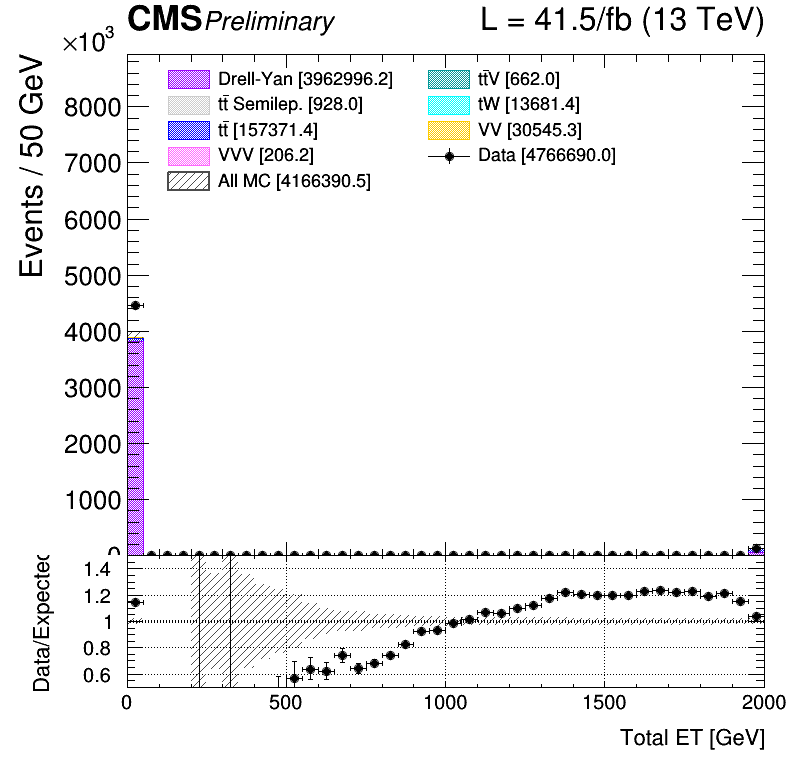 CMS Preliminary L = 41.5/fb (13 TeV)
×10³
Events / 50 GeV
8000
7000
6000
5000
4000
3000
2000
1000
0
Drell-Yan [3962996.2]
tt̄ Semilep. [928.0]
tt̄ [157371.4]
VVV [206.2]
All MC [4166390.5]
tt̄V [662.0]
tW [13681.4]
VV [30545.3]
Data [4766690.0]
Data/Expected
1.4
1.2
1
0.8
0.6
0 500 1000 1500 2000
Total ET [GeV]